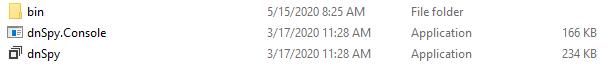 bin 5/15/2020 8:25 AM File folder
dnSpy.Console 3/17/2020 11:28 AM Application 166 KB
dnSpy 3/17/2020 11:28 AM Application 234 KB